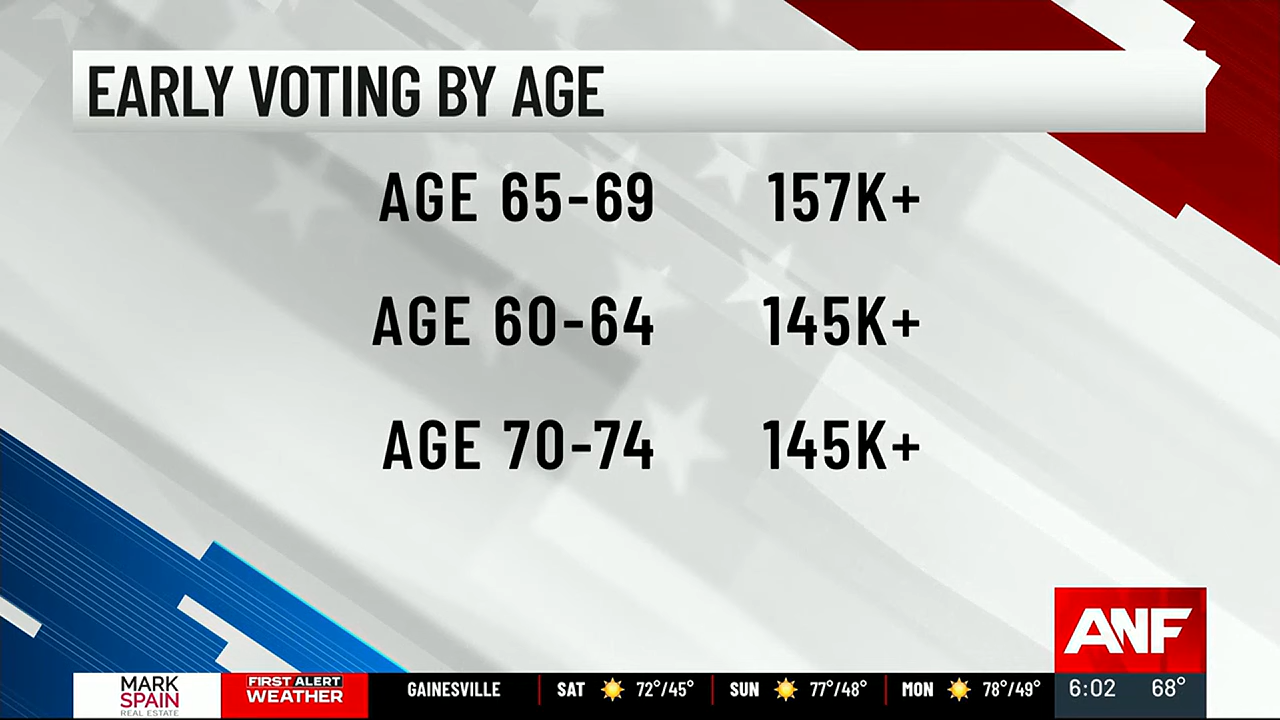 EARLY VOTING BY AGE
AGE 65-69 157K+
AGE 60-64 145K+
AGE 70-74 145K+
ANF
MARK
SPAIN
REAL ESTATE
FIRST ALERT
WEATHER
GAINESVILLE SAT 72°/45° SUN 77°/48° MON 78°/49°
6:02 68°